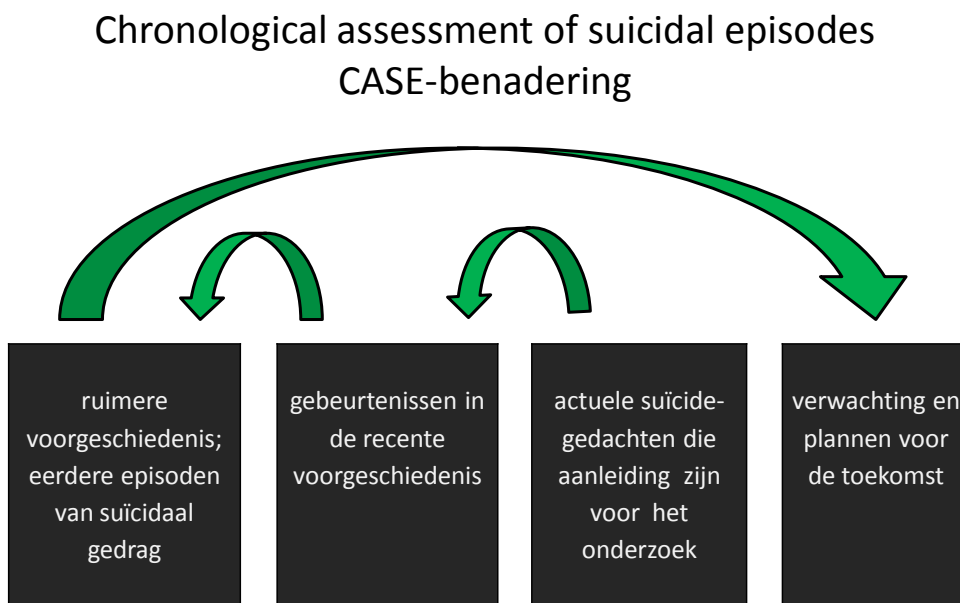 Chronological assessment of suicidal episodes
CASE-benadering
ruimere
voorgeschiedenis;
eerdere episoden
van suïcidaal
gedrag
gebeurtenissen in
de recente
voorgeschiedenis
actuele suïcide-
gedachten die
aanleiding zijn
voor het
onderzoek
verwachting en
plannen voor
de toekomst